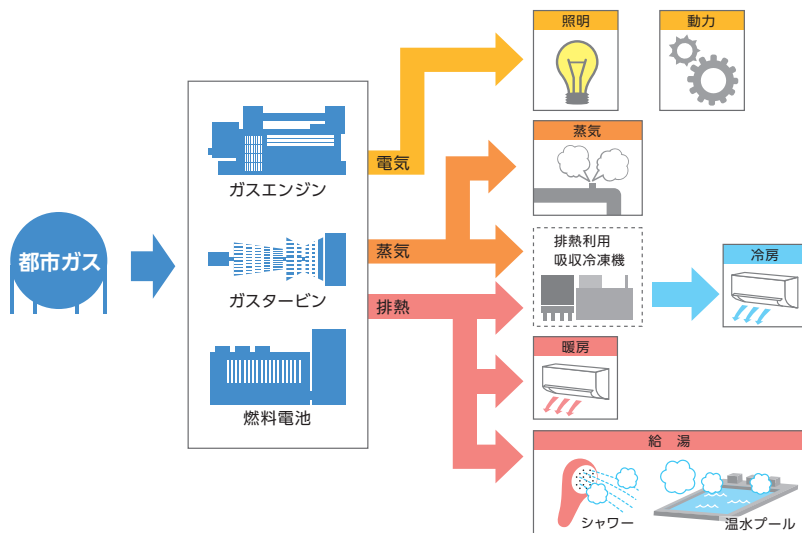 都市ガス
ガスエンジン
ガスタービン
燃料電池
電気
蒸気
排熱
照明
動力
蒸気
排熱利用
吸収冷凍機
冷房
暖房
給 湯
シャワー
温水プール